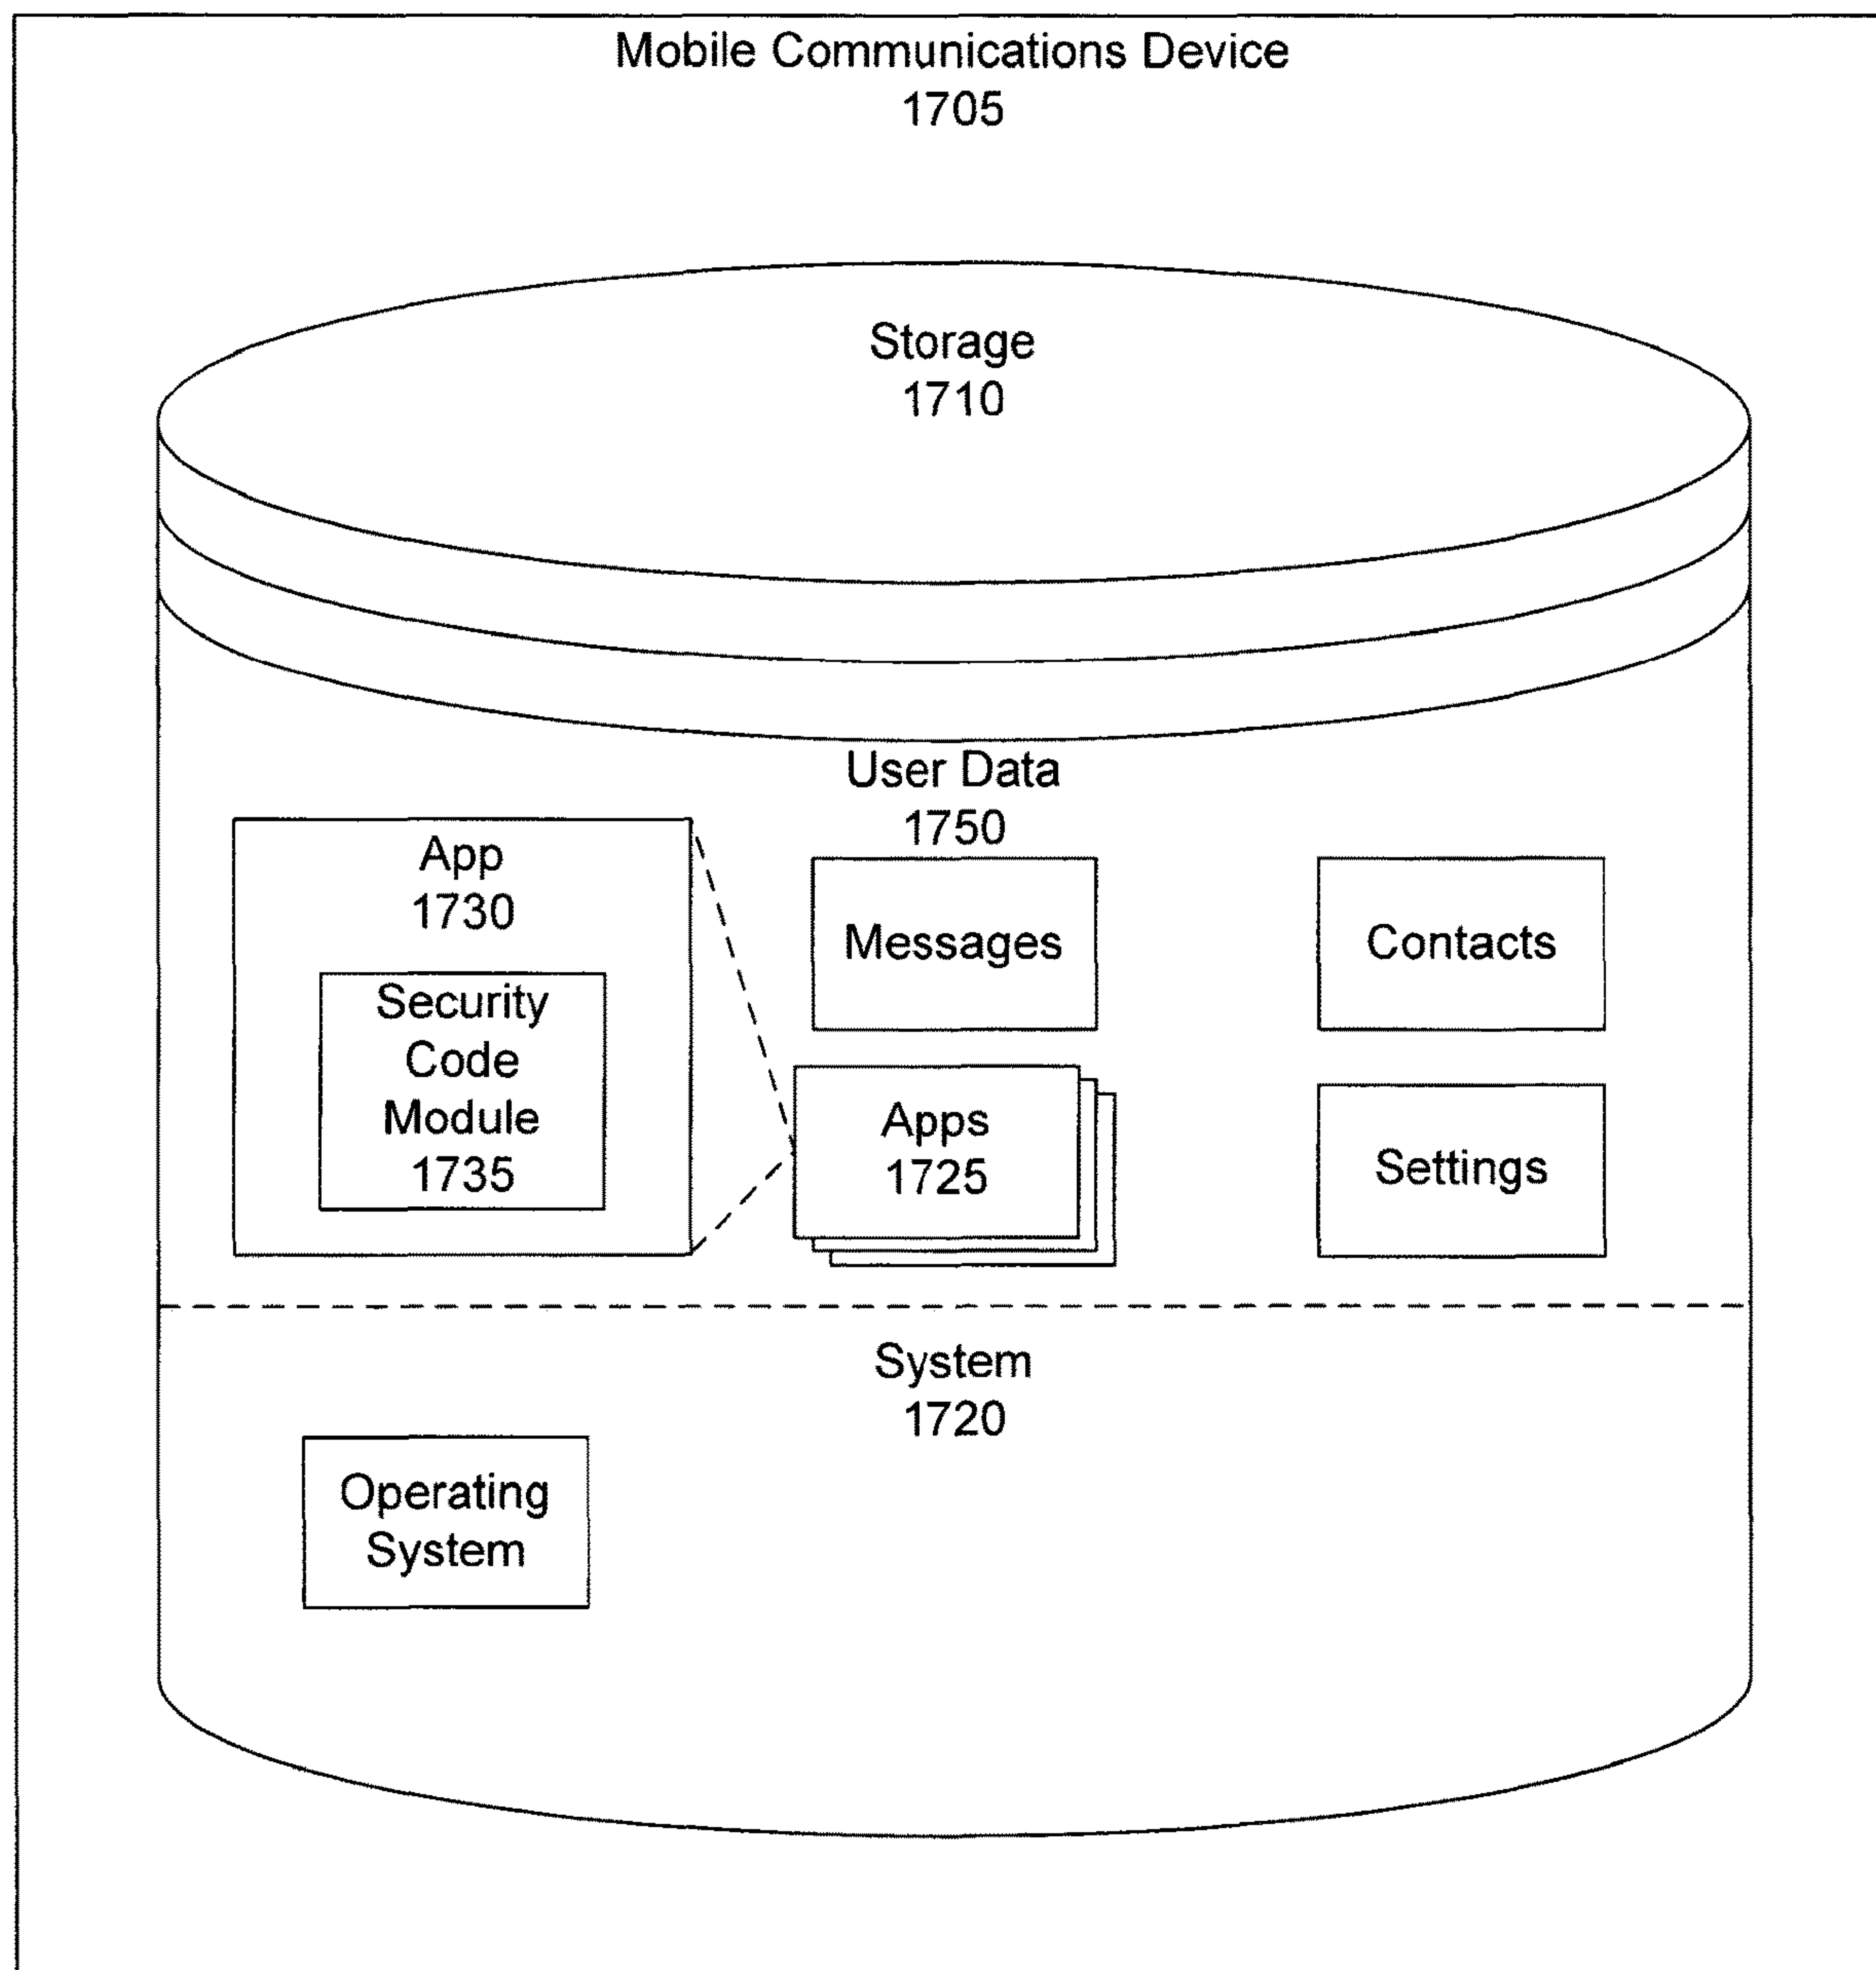 Mobile Communications Device
1705
Storage
1710
User Data
1750
App
1730
Security
Code
Module
1735
Messages
Contacts
Apps
1725
Settings
System
1720
Operating
System